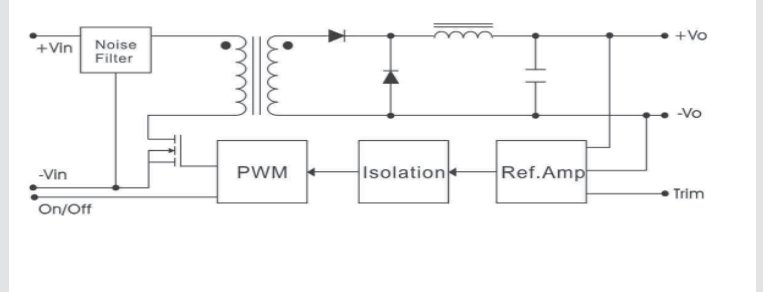 +Vin
Noise
Filter
+Vo
-Vo
-Vin
PWM
Isolation
Ref.Amp
Trim
On/Off